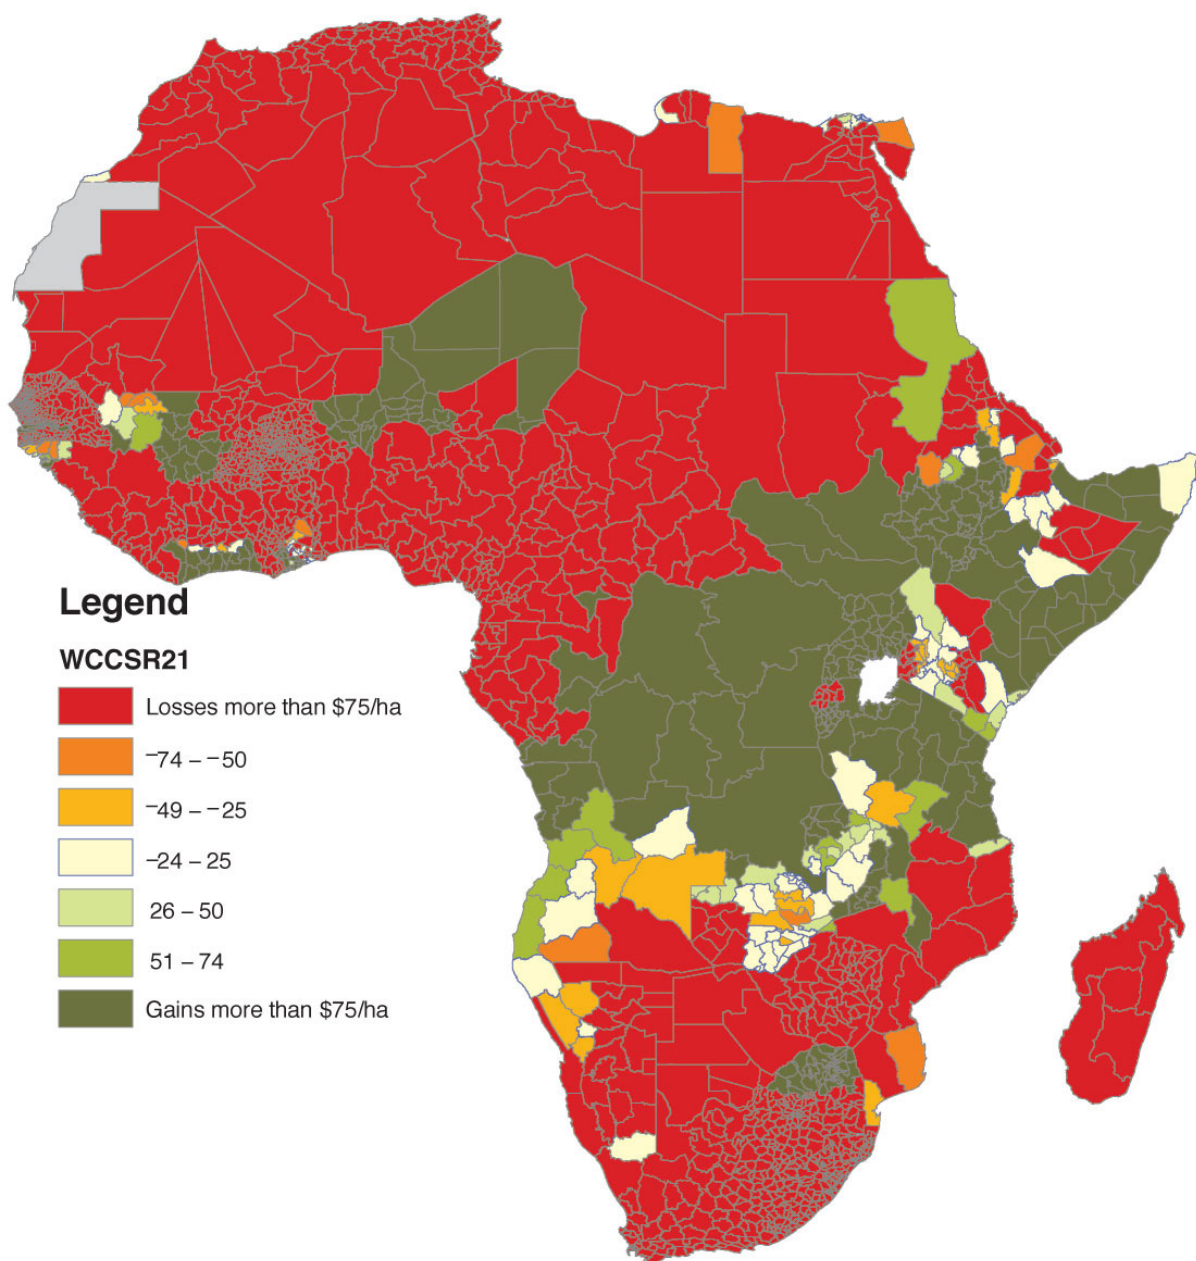 Legend
WCCSR21
Losses more than $75/ha
−74 – −50
−49 – −25
−24 – 25
26 – 50
51 – 74
Gains more than $75/ha